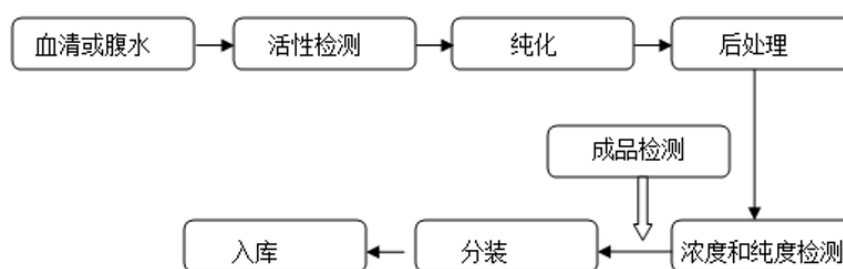 血清或腹水
活性检测
纯化
后处理
成品检测
入库
分装
浓度和纯度检测